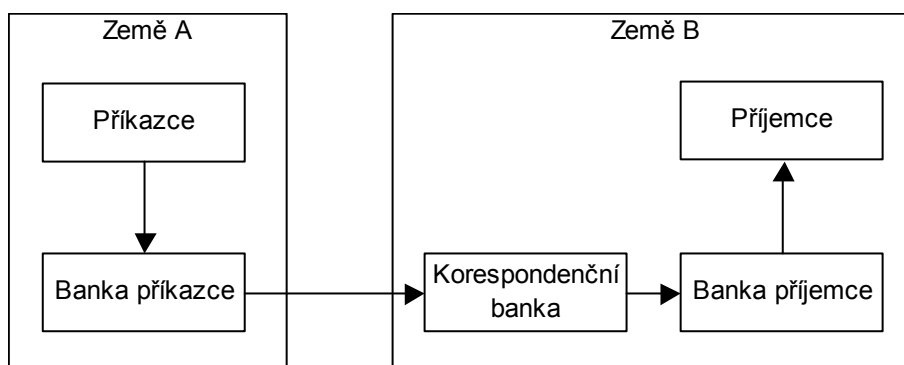 Země A
Země B
Příkazce
Příjemce
Banka příkazce
Korespondenční
banka
Banka příjemce